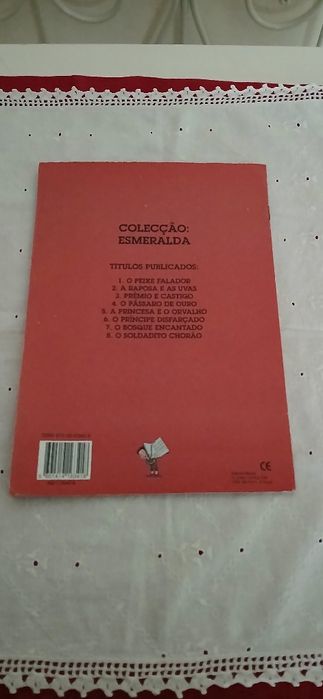 COLECÇÃO:
ESMERALDA
TÍTULOS PUBLICADOS:
1. O PEIXE FALADOR
2. A RAPOSA E AS UVAS
3. PRÉMIO E CASTIGO
4. O PÁSSARO DE OURO
5. A PRINCESA E O ORVALHO
6. O PRÍNCIPE DISFARÇADO
7. O BOSQUE ENCANTADO
8. O SOLDADITO CHORÃO
CE